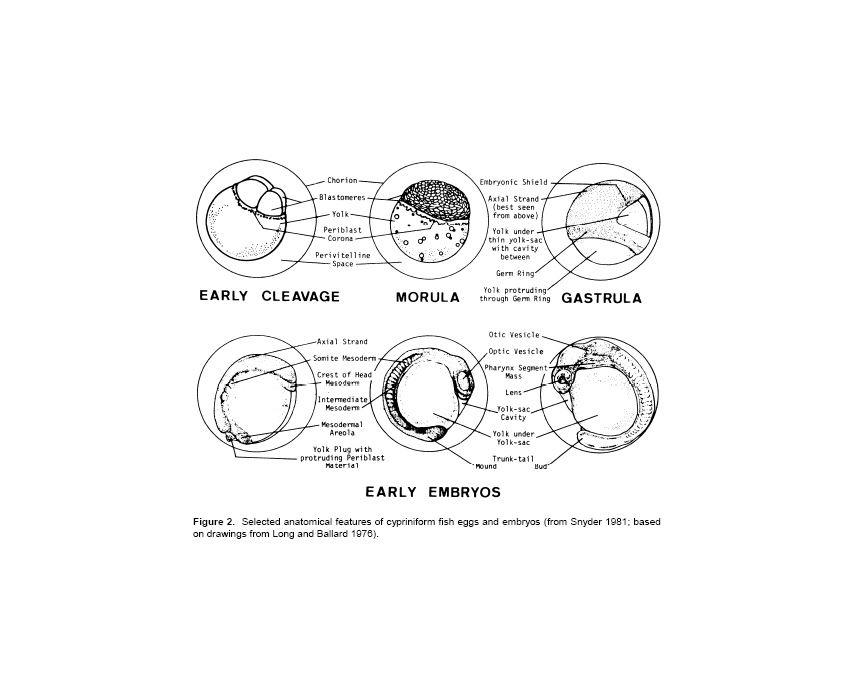 Chorion
Blastomeres
Yolk
Periblast
Corona
Perivitelline
Space
Embryonic Shield
Axial Strand
(best seen
from above)
Yolk under
thin yolk-sac
with cavity
between
Germ Ring
Yolk protruding
through Germ Ring
EARLY CLEAVAGE
MORULA
GASTRULA
Axial Strand
Somite Mesoderm
Crest of Head
Mesoderm
Intermediate
Mesoderm
Mesodermal
Areola
Yolk Plug with
protruding Periblast
Material
Otic Vesicle
Optic Vesicle
Pharynx Segment
Mass
Lens
Yolk-sac
Cavity
Yolk under
Yolk-sac
Trunk-tail
Mound Bud
EARLY EMBRYOS
Figure 2. Selected anatomical features of cypriniform fish eggs and embryos (from Snyder 1981; based
on drawings from Long and Ballard 1976).